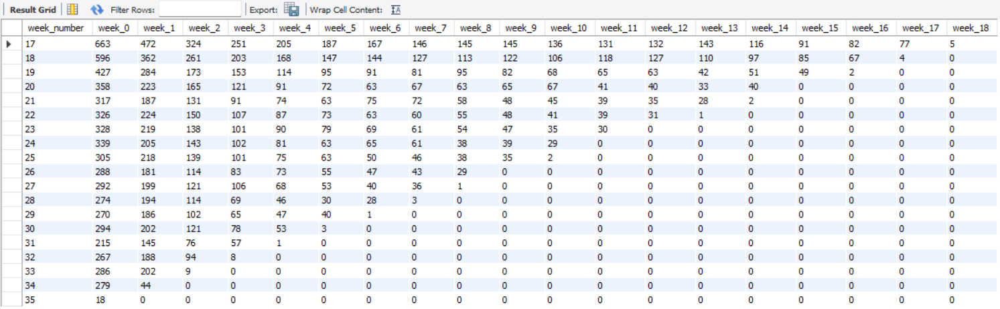 Result Grid Filter Rows: Export: Wrap Cell Content:
week_number week_0 week_1 week_2 week_3 week_4 week_5 week_6 week_7 week_8 week_9 week_10 week_11 week_12 week_13 week_14 week_15 week_16 week_17 week_18
17 663 472 324 251 205 187 167 146 145 145 136 131 132 143 116 91 82 77 5
18 596 362 261 203 168 147 144 127 113 122 106 118 127 110 97 85 67 4 0
19 427 284 173 153 114 95 91 81 95 82 68 65 63 42 51 49 2 0 0
20 358 223 165 121 91 72 63 67 63 65 67 41 40 33 40 0 0 0 0
21 317 187 131 91 74 63 75 72 58 48 45 39 35 28 2 0 0 0 0
22 326 224 150 107 87 73 63 60 55 48 41 39 31 1 0 0 0 0 0
23 328 219 138 101 90 79 69 61 54 47 35 30 0 0 0 0 0 0 0
24 339 205 143 102 81 63 65 61 38 39 29 0 0 0 0 0 0 0 0
25 305 218 139 101 75 63 50 46 38 35 2 0 0 0 0 0 0 0 0
26 288 181 114 83 73 55 47 43 29 0 0 0 0 0 0 0 0 0 0
27 292 199 121 106 68 53 40 36 1 0 0 0 0 0 0 0 0 0 0
28 274 194 114 69 46 30 28 3 0 0 0 0 0 0 0 0 0 0 0
29 270 186 102 65 47 40 1 0 0 0 0 0 0 0 0 0 0 0 0
30 294 202 121 78 53 3 0 0 0 0 0 0 0 0 0 0 0 0 0
31 215 145 76 57 1 0 0 0 0 0 0 0 0 0 0 0 0 0 0
32 267 188 94 8 0 0 0 0 0 0 0 0 0 0 0 0 0 0 0
33 286 202 9 0 0 0 0 0 0 0 0 0 0 0 0 0 0 0 0
34 279 44 0 0 0 0 0 0 0 0 0 0 0 0 0 0 0 0 0
35 18 0 0 0 0 0 0 0 0 0 0 0 0 0 0 0 0 0 0